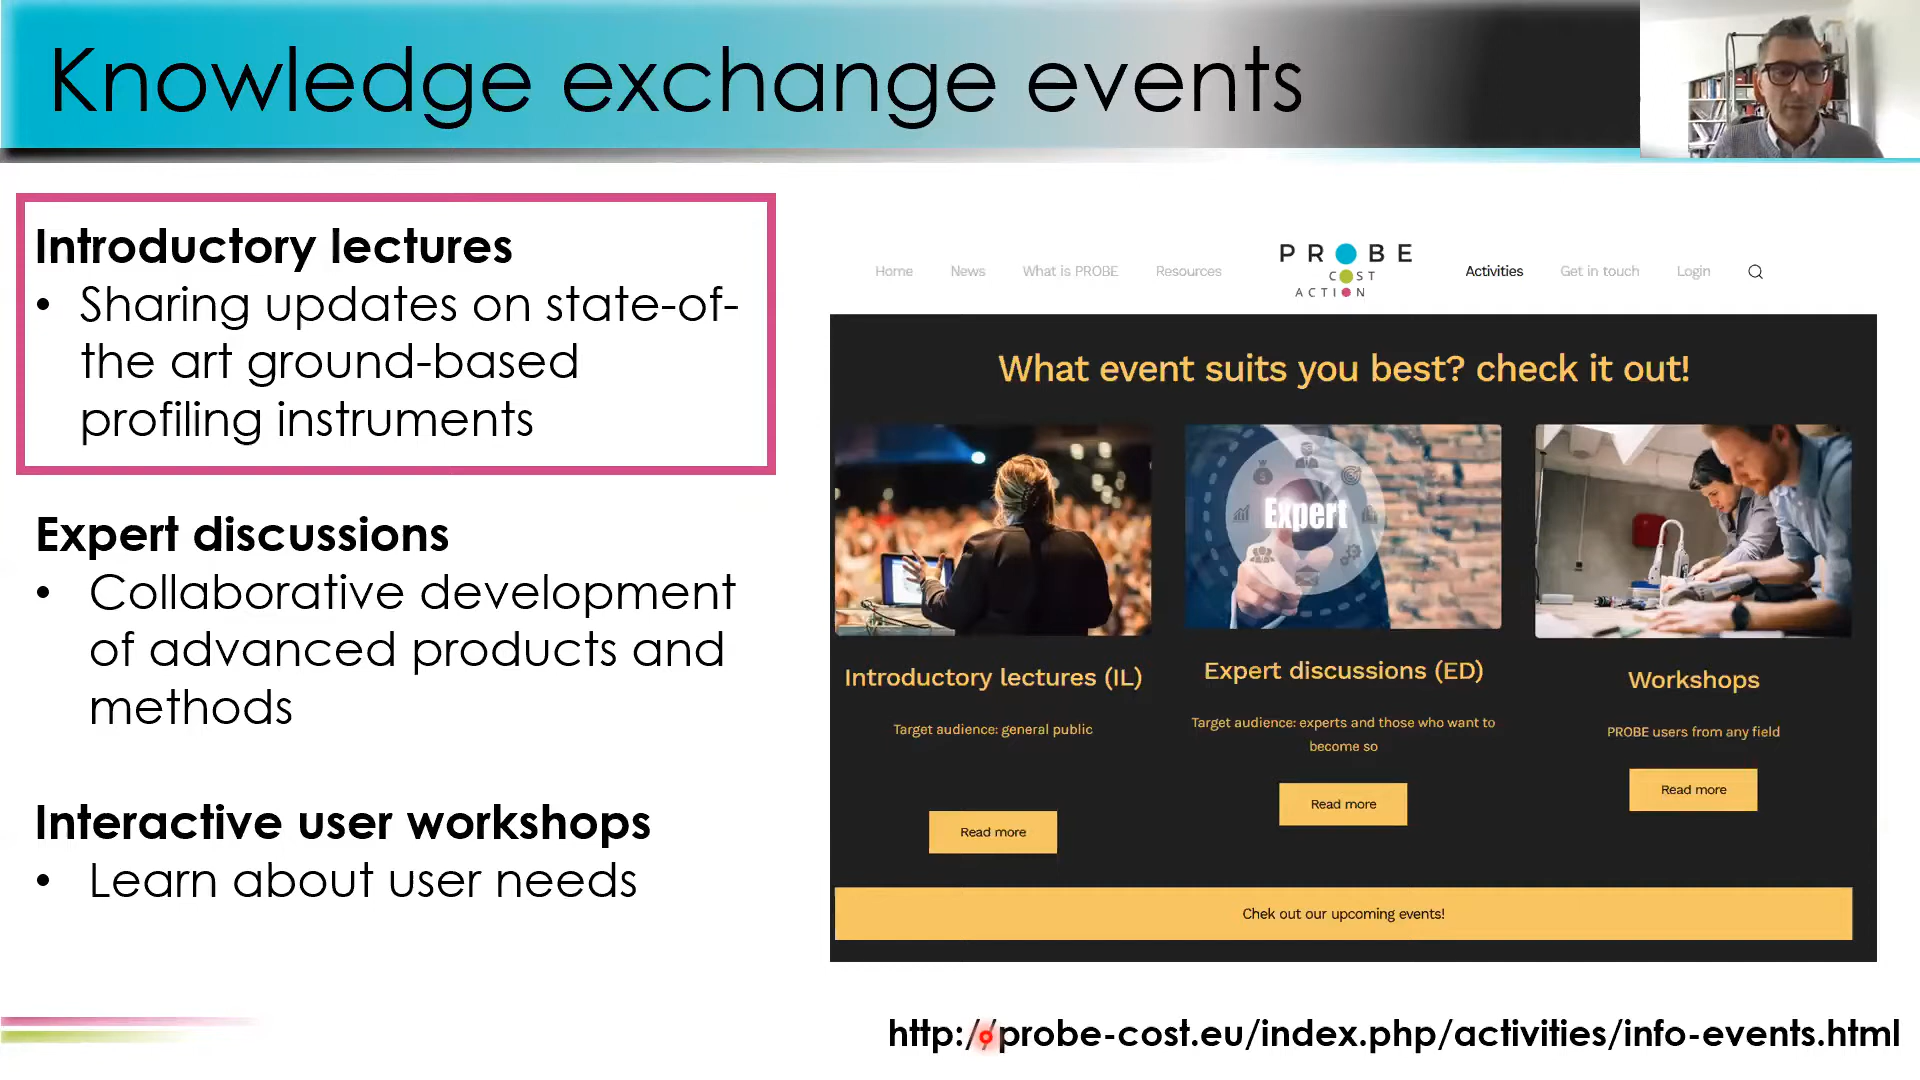 Knowledge exchange events
Introductory lectures
• Sharing updates on state-of-
the art ground-based
profiling instruments
Expert discussions
• Collaborative development
of advanced products and
methods
Interactive user workshops
• Learn about user needs
Home News What is PROBE Resources
PROBE
COST
ACTION
Activities Get in touch Login
What event suits you best? check it out!
Expert
Introductory lectures (IL)
Target audience: general public
Read more
Expert discussions (ED)
Target audience: experts and those who want to
become so
Read more
Workshops
PROBE users from any field
Read more
Chek out our upcoming events!
http://probe-cost.eu/index.php/activities/info-events.html